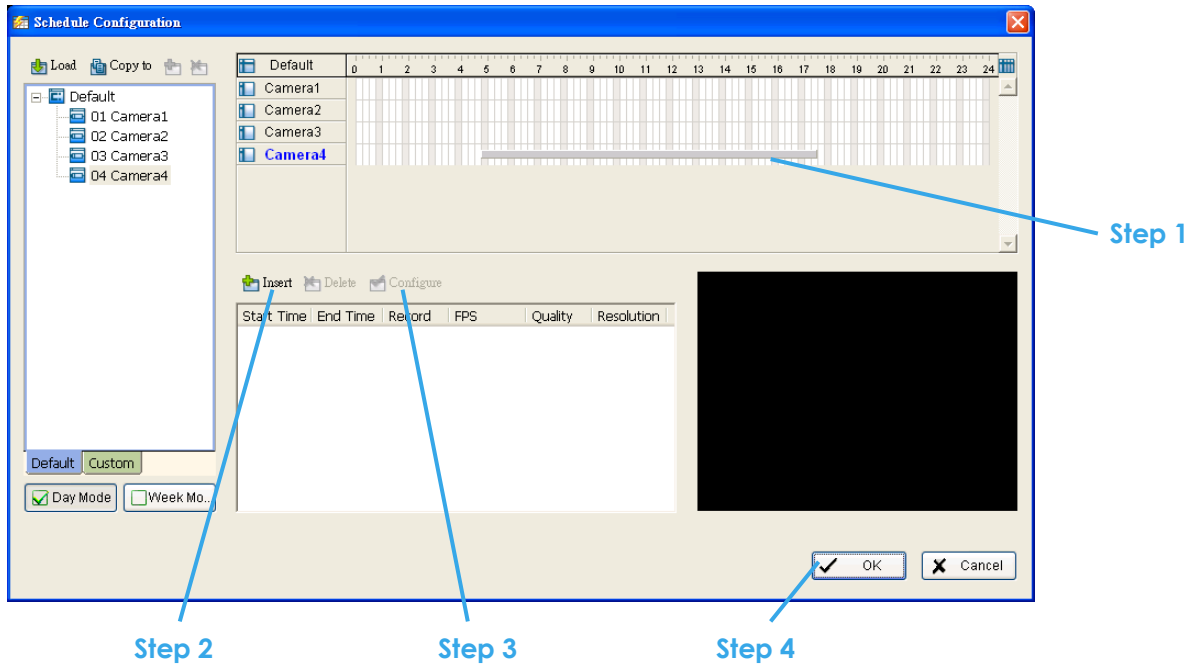 Schedule Configuration
Load Copy to
Default
01 Camera1
02 Camera2
03 Camera3
04 Camera4
Default Custom
Day Mode Week Mo..
Default 0 1 2 3 4 5 6 7 8 9 10 11 12 13 14 15 16 17 18 19 20 21 22 23 24
Camera1
Camera2
Camera3
Camera4
Step 1
Insert Delete Configure
Start Time End Time Record FPS Quality Resolution
OK Cancel
Step 2 Step 3 Step 4